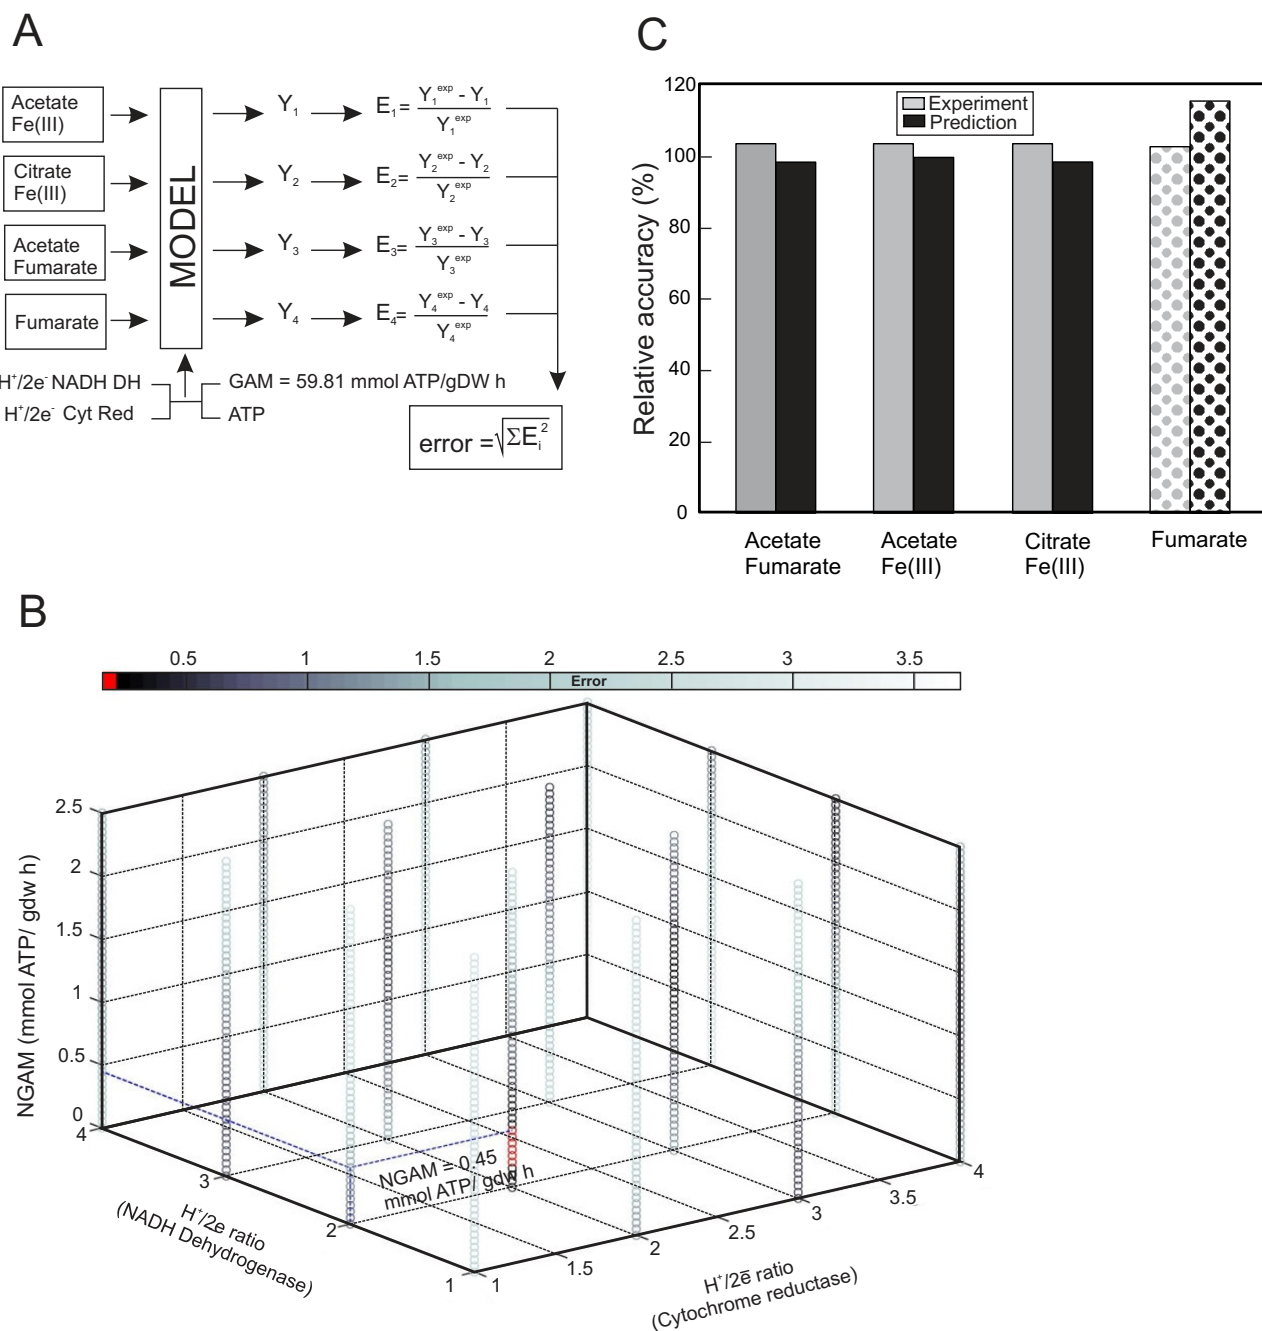 A
Acetate
Fe(III)
Citrate
Fe(III)
Acetate
Fumarate
Fumarate
MODEL
Y1
Y2
Y3
Y4
E1= Y1exp - Y1
Y1exp
E2= Y2exp - Y2
Y2exp
E3= Y3exp - Y3
Y3exp
E4= Y4exp - Y4
Y4exp
H+/2e- NADH DH
H+/2e- Cyt Red
GAM = 59.81 mmol ATP/gDW h
ATP
error = √ΣEi2
C
Relative accuracy (%)
120
100
80
60
40
20
0
Experiment
Prediction
Acetate
Fumarate
Acetate
Fe(III)
Citrate
Fe(III)
Fumarate
B
0.5 1 1.5 2 2.5 3 3.5
Error
NGAM (mmol ATP/ gdw h)
2.5
2
1.5
1
0.5
0
4
3
2
1
H+/2e ratio
(NADH Dehydrogenase)
NGAM = 0.45
mmol ATP/ gdw h
1
1.5
2
2.5
3
3.5
4
H+/2e̅ ratio
(Cytochrome reductase)